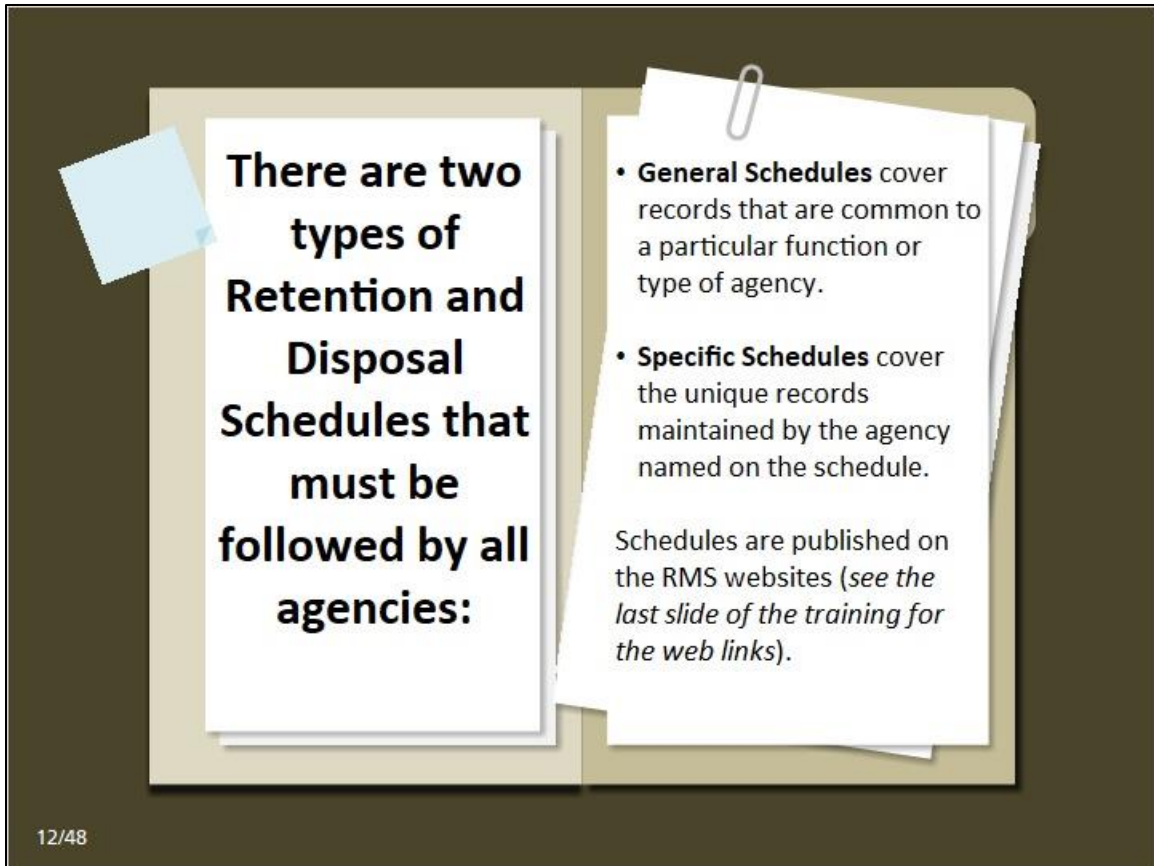 There are two
types of
Retention and
Disposal
Schedules that
must be
followed by all
agencies:
• General Schedules cover
records that are common to
a particular function or
type of agency.
• Specific Schedules cover
the unique records
maintained by the agency
named on the schedule.
Schedules are published on
the RMS websites (see the
last slide of the training for
the web links).
12/48